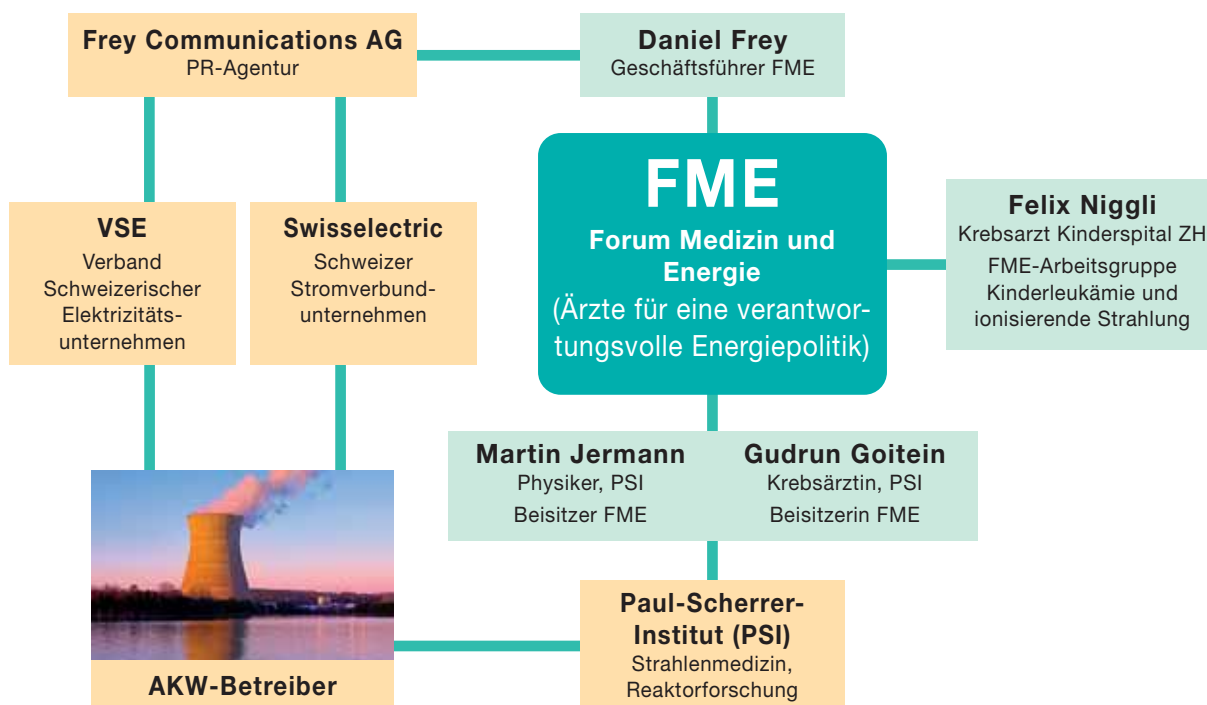 Frey Communications AG
PR-Agentur
Daniel Frey
Geschäftsführer FME
FME
Forum Medizin und
Energie
(Ärzte für eine verantwor-
tungsvolle Energiepolitik)
Felix Niggli
Krebsarzt Kinderspital ZH
FME-Arbeitsgruppe
Kinderleukämie und
ionisierende Strahlung
VSE
Verband
Schweizerischer
Elektrizitäts-
unternehmen
Swisselectric
Schweizer
Stromverbund-
unternehmen
Martin Jermann
Physiker, PSI
Beisitzer FME
Gudrun Goitein
Krebsärztin, PSI
Beisitzerin FME
AKW-Betreiber
Paul-Scherrer-
Institut (PSI)
Strahlenmedizin,
Reaktorforschung